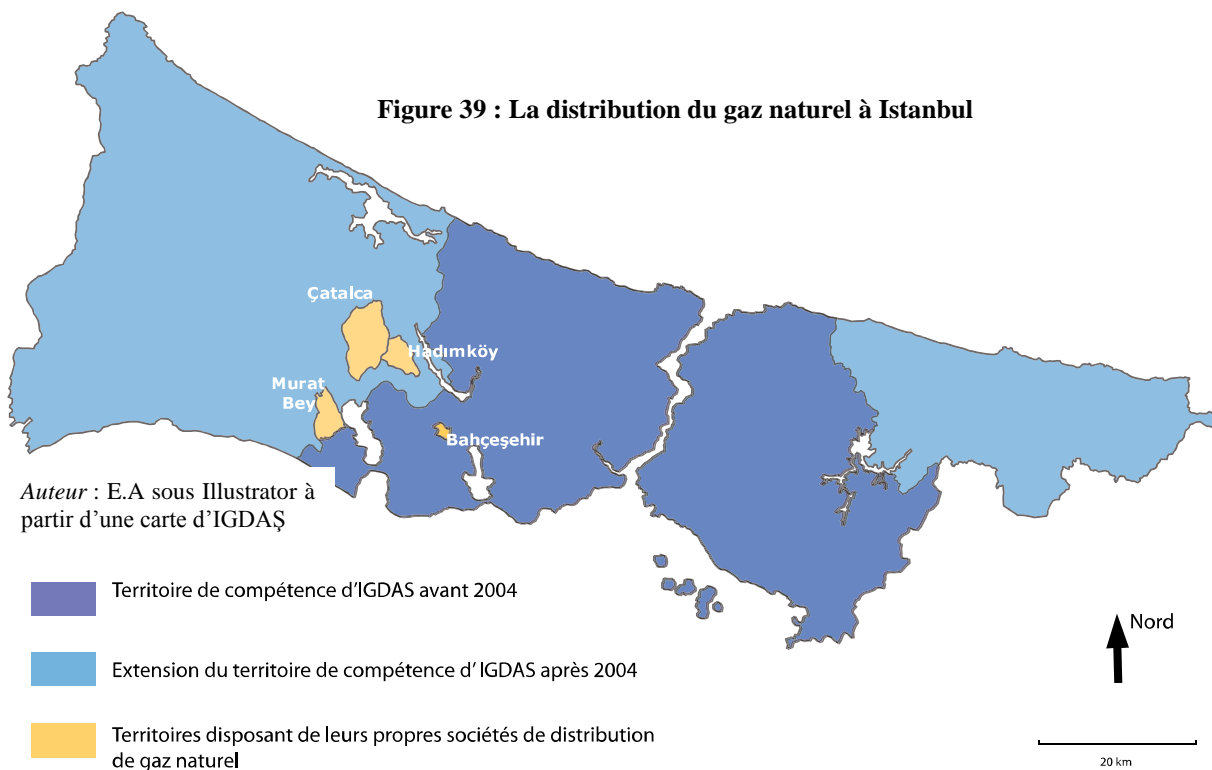 Figure 39 : La distribution du gaz naturel à Istanbul
Çatalca
Hadımköy
Murat
Bey
Bahçeşehir
Auteur : E.A sous Illustrator à
partir d’une carte d’IGDAŞ
Territoire de compétence d'IGDAS avant 2004
Extension du territoire de compétence d' IGDAS après 2004
Territoires disposant de leurs propres sociétés de distribution
de gaz naturel
Nord
20 km